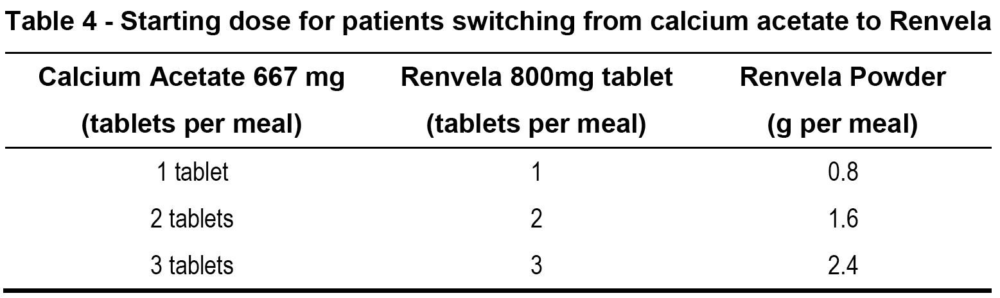 Table 4 - Starting dose for patients switching from calcium acetate to Renvela
Calcium Acetate 667 mg Renvela 800mg tablet Renvela Powder
(tablets per meal) (tablets per meal) (g per meal)
1 tablet 1 0.8
2 tablets 2 1.6
3 tablets 3 2.4